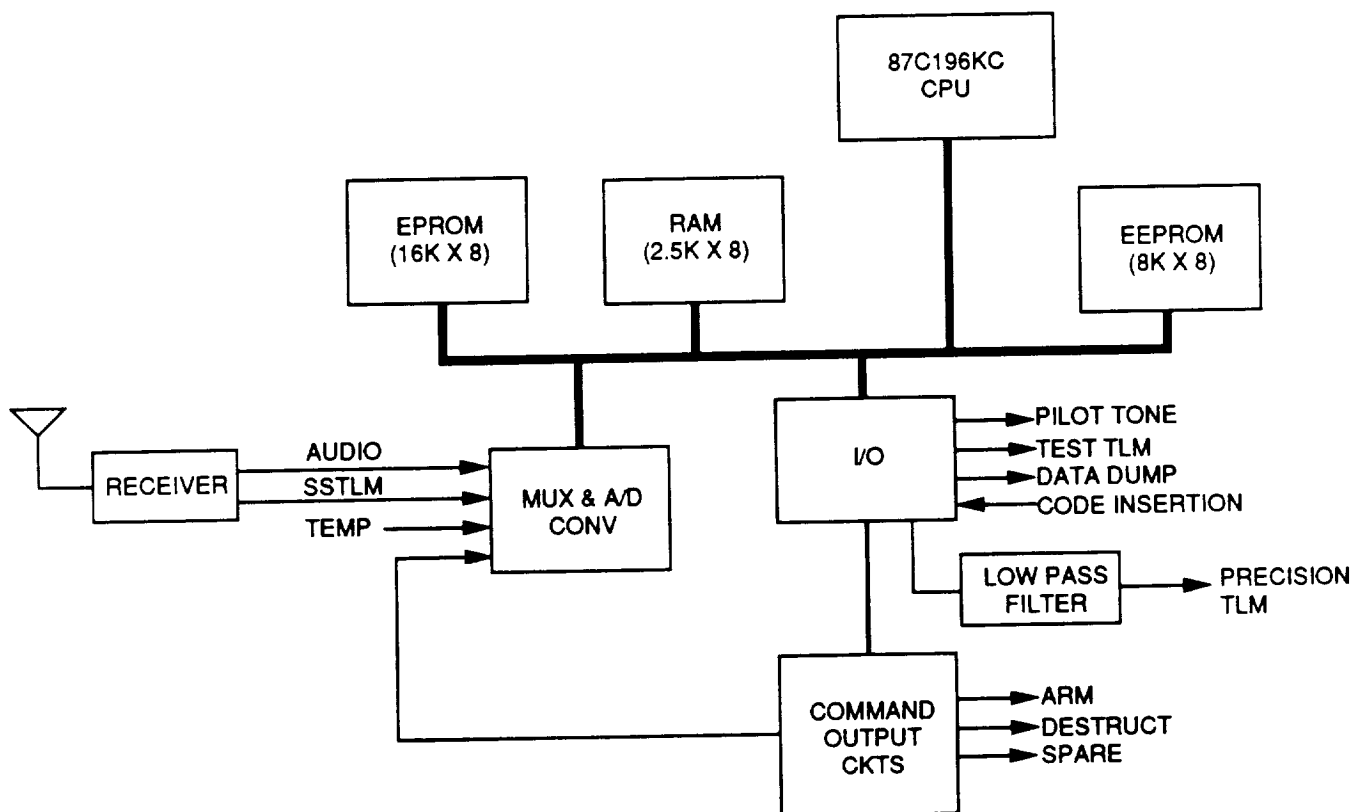 87C196KC
CPU
EPROM
(16K X 8)
RAM
(2.5K X 8)
EEPROM
(8K X 8)
RECEIVER
AUDIO
SSTLM
TEMP
MUX & A/D
CONV
I/O
PILOT TONE
TEST TLM
DATA DUMP
CODE INSERTION
LOW PASS
FILTER
PRECISION
TLM
COMMAND
OUTPUT
CKTS
ARM
DESTRUCT
SPARE